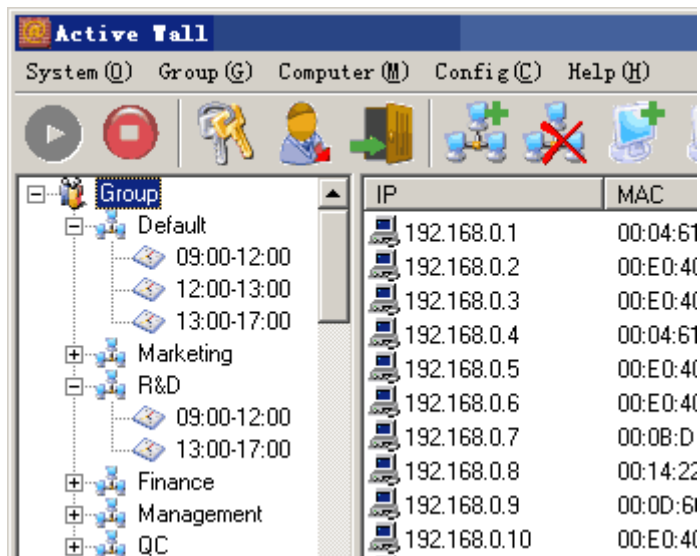 Active Wall
System(O) Group(G) Computer(M) Config(C) Help(H)
Group
Default
09:00-12:00
12:00-13:00
13:00-17:00
Marketing
R&D
09:00-12:00
13:00-17:00
Finance
Management
QC
IP MAC
192.168.0.1 00:04:61
192.168.0.2 00:E0:40
192.168.0.3 00:E0:40
192.168.0.4 00:04:61
192.168.0.5 00:E0:40
192.168.0.6 00:E0:40
192.168.0.7 00:0B:D
192.168.0.8 00:14:22
192.168.0.9 00:0D:6
192.168.0.10 00:E0:40